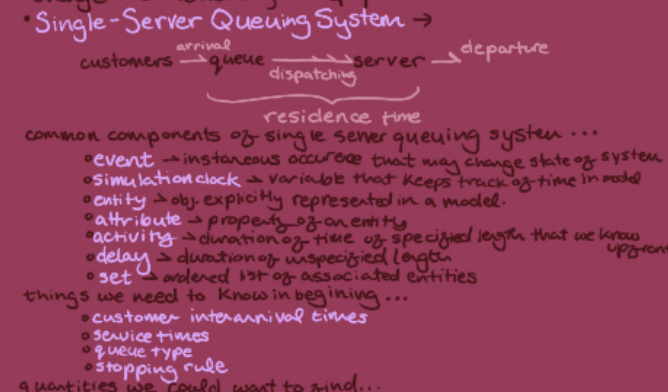 • Single-Server Queuing System →
arrival
customers → queue → server → departure
dispatching
residence time
common components of single server queuing system ...
• event → instaneous occurece that may change state of system
• simulation clock → variable that keeps track of time in model
• entity → obj. explicitly represented in a model.
• attribute → property of an entity
• activity → duration of time of specified length that we know upfront
• delay → duration of unspecified length
• set → ordered list of associated entities
things we need to know in begining ...
• customer interarrival times
• service times
• queue type
• stopping rule
quantities we could want to find...